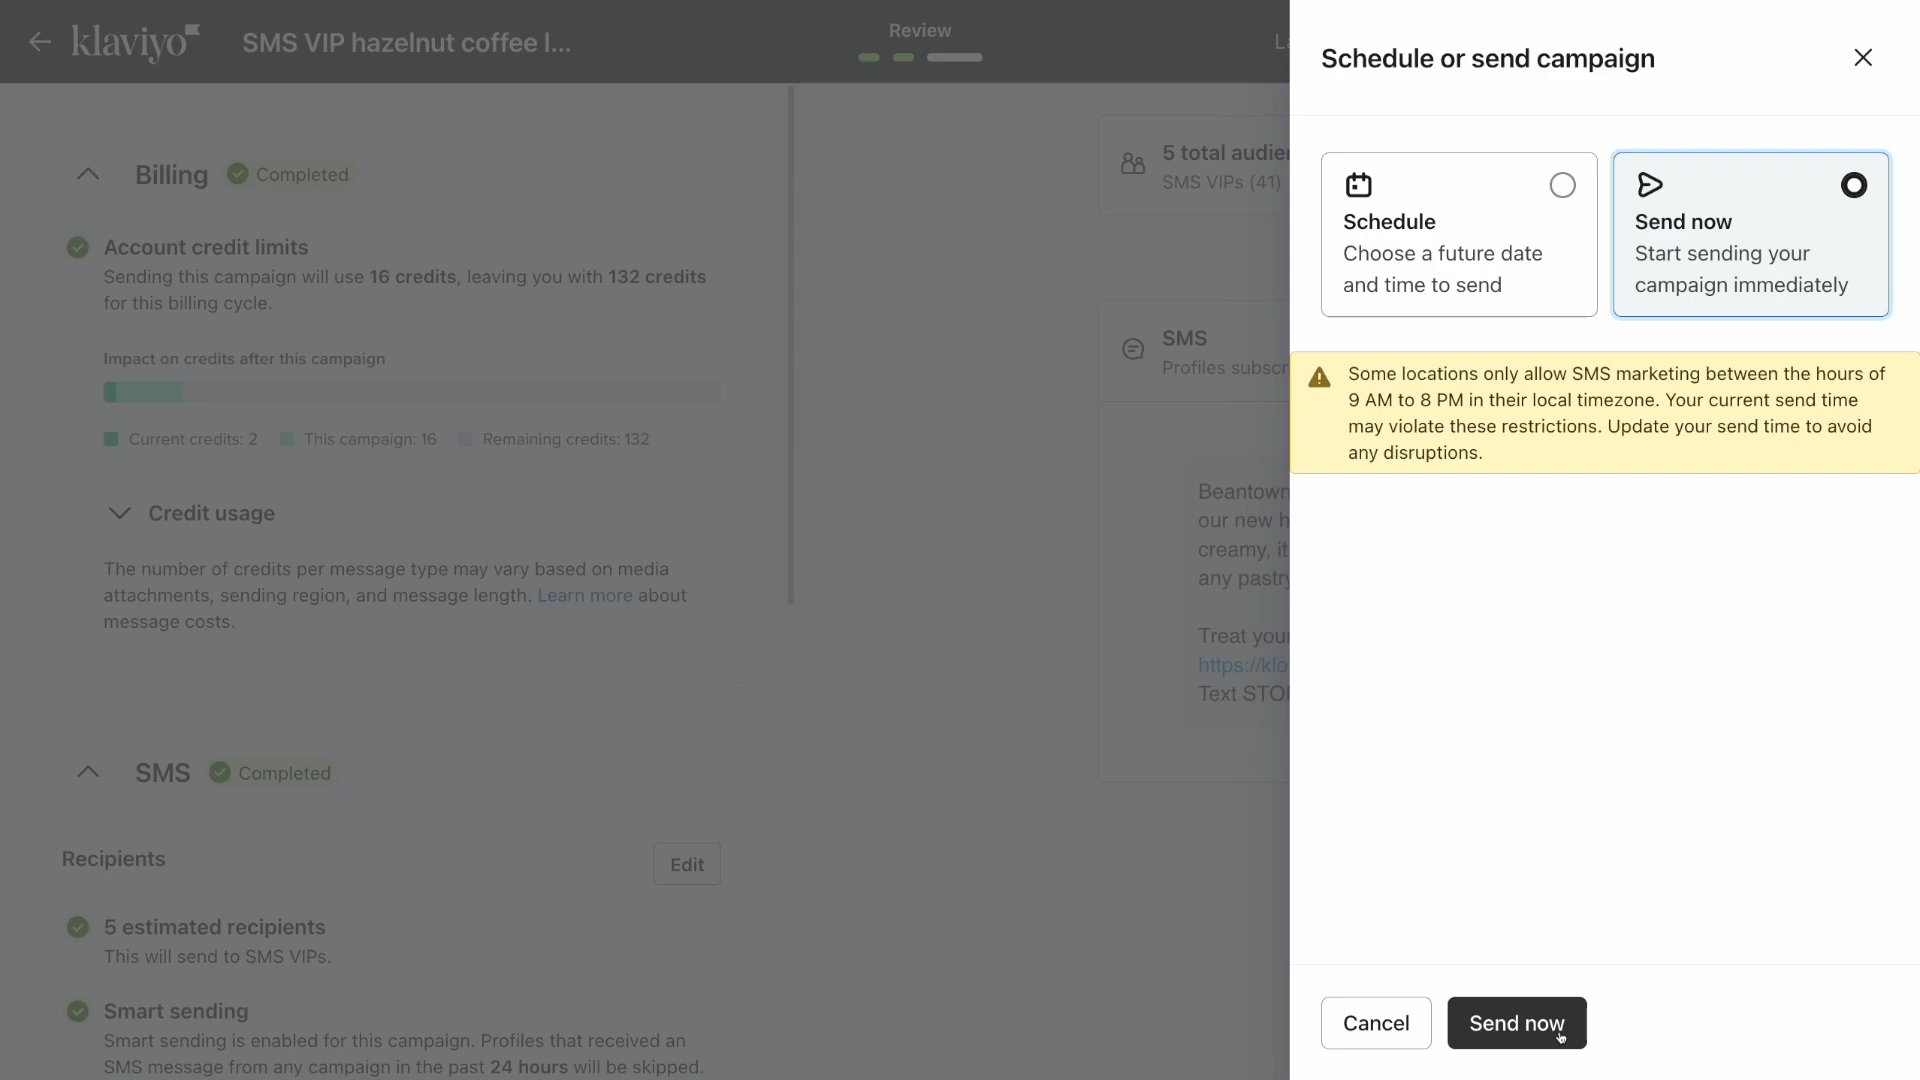 klaviyo
SMS VIP hazelnut coffee l...
Review
Billing
Completed
Account credit limits
Sending this campaign will use 16 credits, leaving you with 132 credits
for this billing cycle.
Impact on credits after this campaign
Current credits: 2
This campaign: 16
Remaining credits: 132
Credit usage
The number of credits per message type may vary based on media
attachments, sending region, and message length. Learn more about
message costs.
SMS
Completed
Recipients
Edit
5 estimated recipients
This will send to SMS VIPs.
Smart sending
Smart sending is enabled for this campaign. Profiles that received an
SMS message from any campaign in the past 24 hours will be skipped.
5 total
SMS VIPs (41)
SMS
Profiles
Beantown
our new
creamy, it
any pastry
Treat
Text
Schedule or send campaign
Schedule
Choose a future date
and time to send
Send now
Start sending your
campaign immediately
Some locations only allow SMS marketing between the hours of
9 AM to 8 PM in their local timezone. Your current send time
may violate these restrictions. Update your send time to avoid
any disruptions.
Cancel
Send now